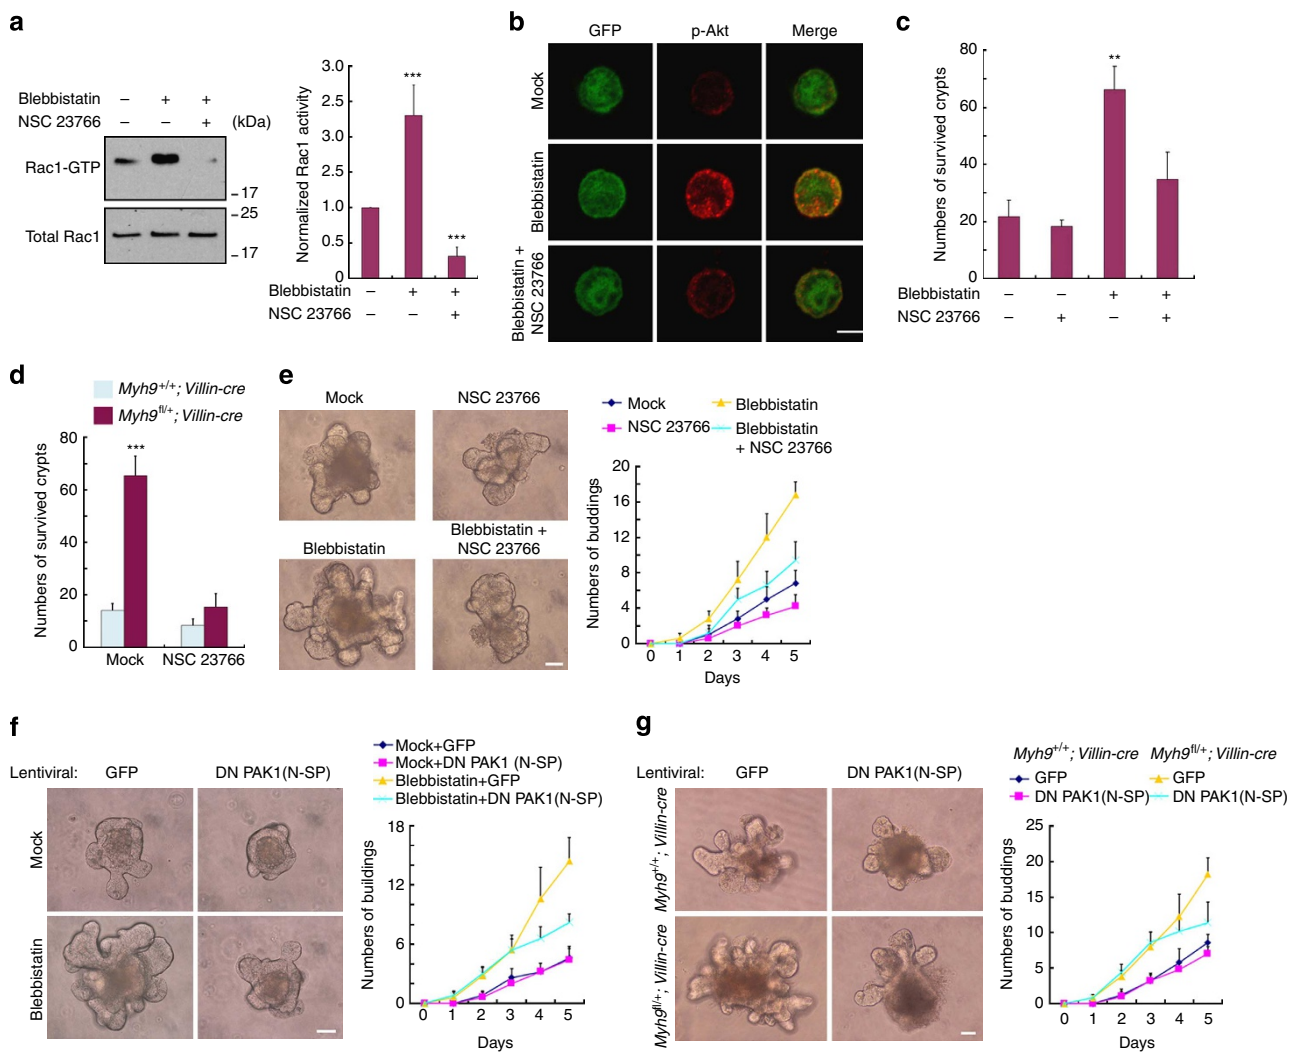 a
Blebbistatin – + +
NSC 23766 – – + (kDa)
Rac1-GTP
–17
–25
Total Rac1
–17
Normalized Rac1 activity
3.0
3.0
2.5
2.0
1.5
1.0
0.5
0
***
***
Blebbistatin – + +
NSC 23766 – – +
b
GFP p-Akt Merge
Mock
Blebbistatin
Blebbistatin +
NSC 23766
c
Numbers of survived crypts
80
60
40
20
0
**
Blebbistatin – – + +
NSC 23766 – + – +
d
Myh9+/+; Villin-cre
Myh9fl/+; Villin-cre
Numbers of survived crypts
80
60
40
20
0
***
Mock NSC 23766
e
Mock NSC 23766
Blebbistatin
Blebbistatin +
NSC 23766
Mock
NSC 23766
Blebbistatin
Blebbistatin
+ NSC 23766
Numbers of buddings
20
16
12
8
4
0
0 1 2 3 4 5
Days
f
Lentiviral: GFP DN PAK1(N-SP)
Mock
Blebbistatin
Mock+GFP
Mock+DN PAK1 (N-SP)
Blebbistatin+GFP
Blebbistatin+DN PAK1(N-SP)
Numbers of buildings
18
12
6
0
0 1 2 3 4 5
Days
g
Lentiviral: GFP DN PAK1(N-SP)
Myh9+/+; Villin-cre
Myh9fl/+; Villin-cre
Myh9+/+; Villin-cre Myh9fl/+; Villin-cre
GFP GFP
DN PAK1(N-SP) DN PAK1(N-SP)
Numbers of buddings
25
20
15
10
5
0
0 1 2 3 4 5
Days